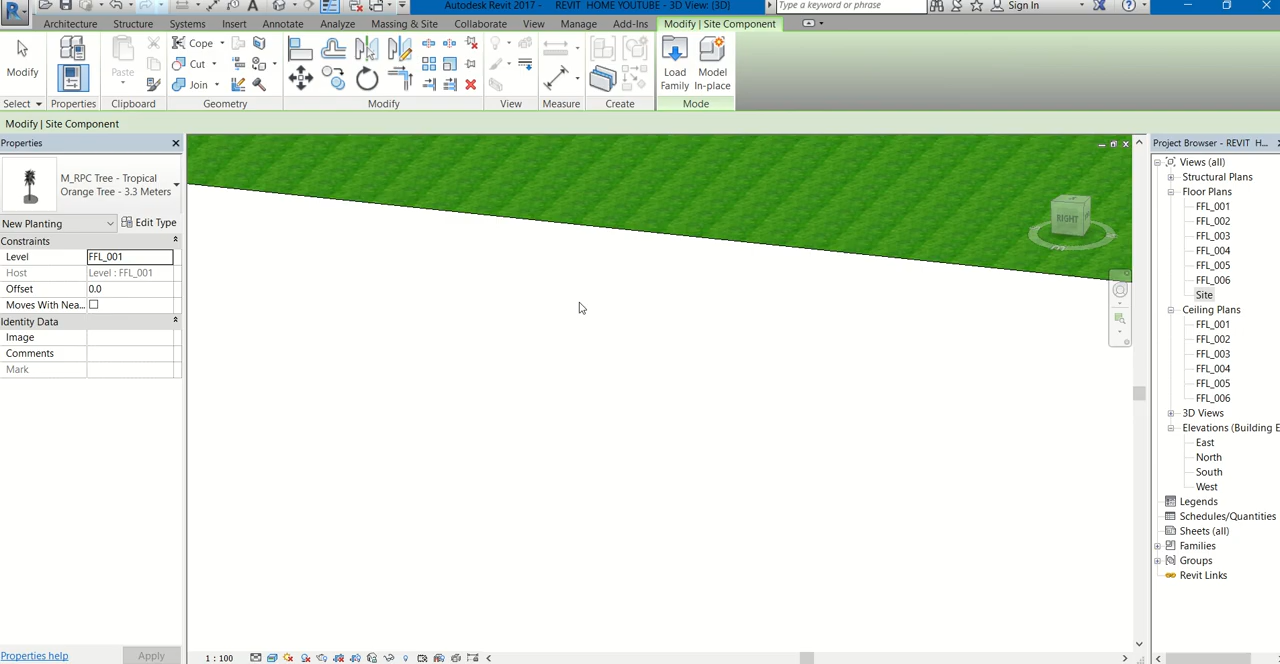 Autodesk Revit 2017 - REVIT HOME YOUTUBE - 3D View: {3D}
Type a keyword or phrase
Sign In
Architecture Structure Systems Insert Annotate Analyze Massing & Site Collaborate View Manage Add-Ins Modify | Site Component
Modify
Paste
Cope
Cut
Join
Load Family
Model In-place
Select Properties Clipboard Geometry Modify View Measure Create Mode
Modify | Site Component
Properties
M_RPC Tree - Tropical
Orange Tree - 3.3 Meters
New Planting Edit Type
Constraints
Level FFL_001
Host Level : FFL_001
Offset 0.0
Moves With Nea...
Identity Data
Image
Comments
Mark
Properties help Apply
RIGHT
1 : 100
Project Browser - REVIT H...
Views (all)
Structural Plans
Floor Plans
FFL_001
FFL_002
FFL_003
FFL_004
FFL_005
FFL_006
Site
Ceiling Plans
FFL_001
FFL_002
FFL_003
FFL_004
FFL_005
FFL_006
3D Views
Elevations (Building E
East
North
South
West
Legends
Schedules/Quantities
Sheets (all)
Families
Groups
Revit Links